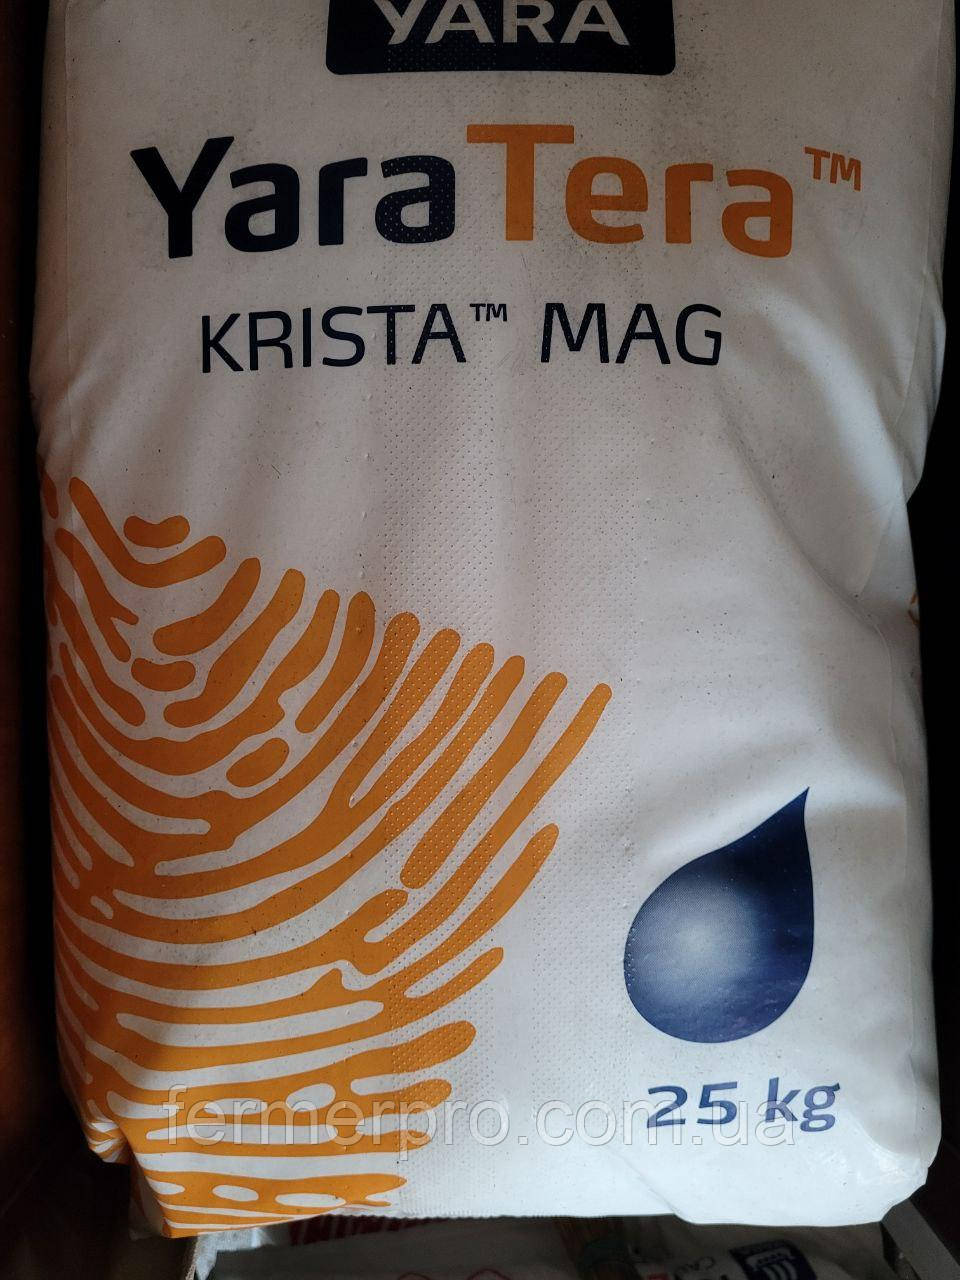 YARA
YaraTera™
KRISTA™ MAG
25 kg
fermerpro.com.ua